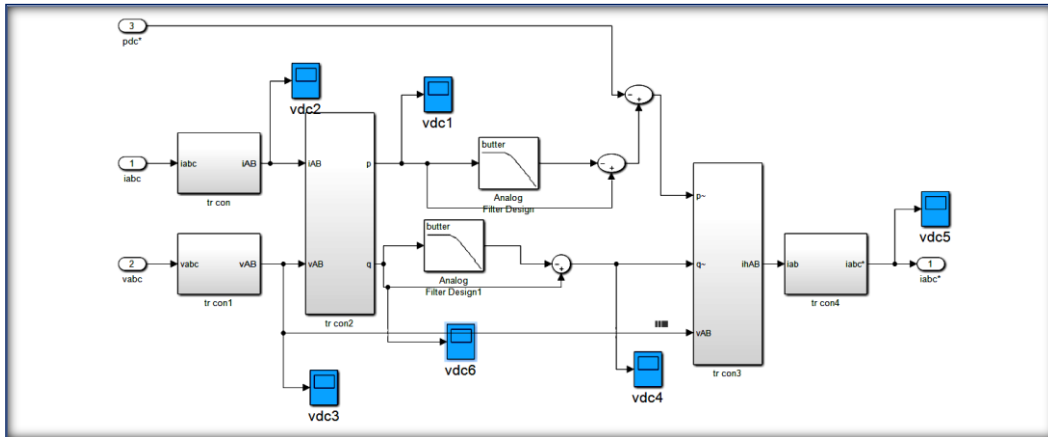 3
pdc*
vdc2
vdc1
1
iabc
iabc iAB
tr con
iAB p
butter
Analog
Filter Design
2
vabc
vabc vAB
tr con1
vAB q
tr con2
butter
Analog
Filter Design1
- +
- +
- +
p~
q~ ihAB
vAB
tr con3
iab iabc*
tr con4
vdc5
1
iabc*
vdc6
vdc3
vdc4